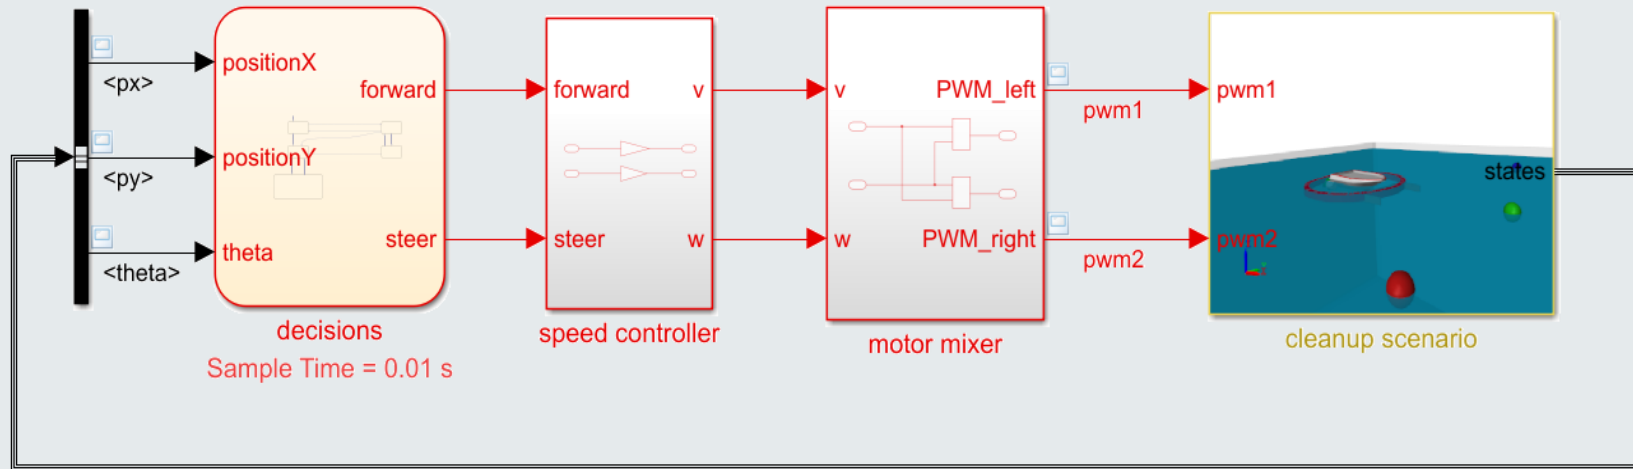 <px>
<py>
<theta>
positionX
positionY
theta
forward
steer
decisions
Sample Time = 0.01 s
forward
steer
v
w
speed controller
v
w
PWM_left
PWM_right
motor mixer
pwm1
pwm2
pwm1
pwm2
states
cleanup scenario